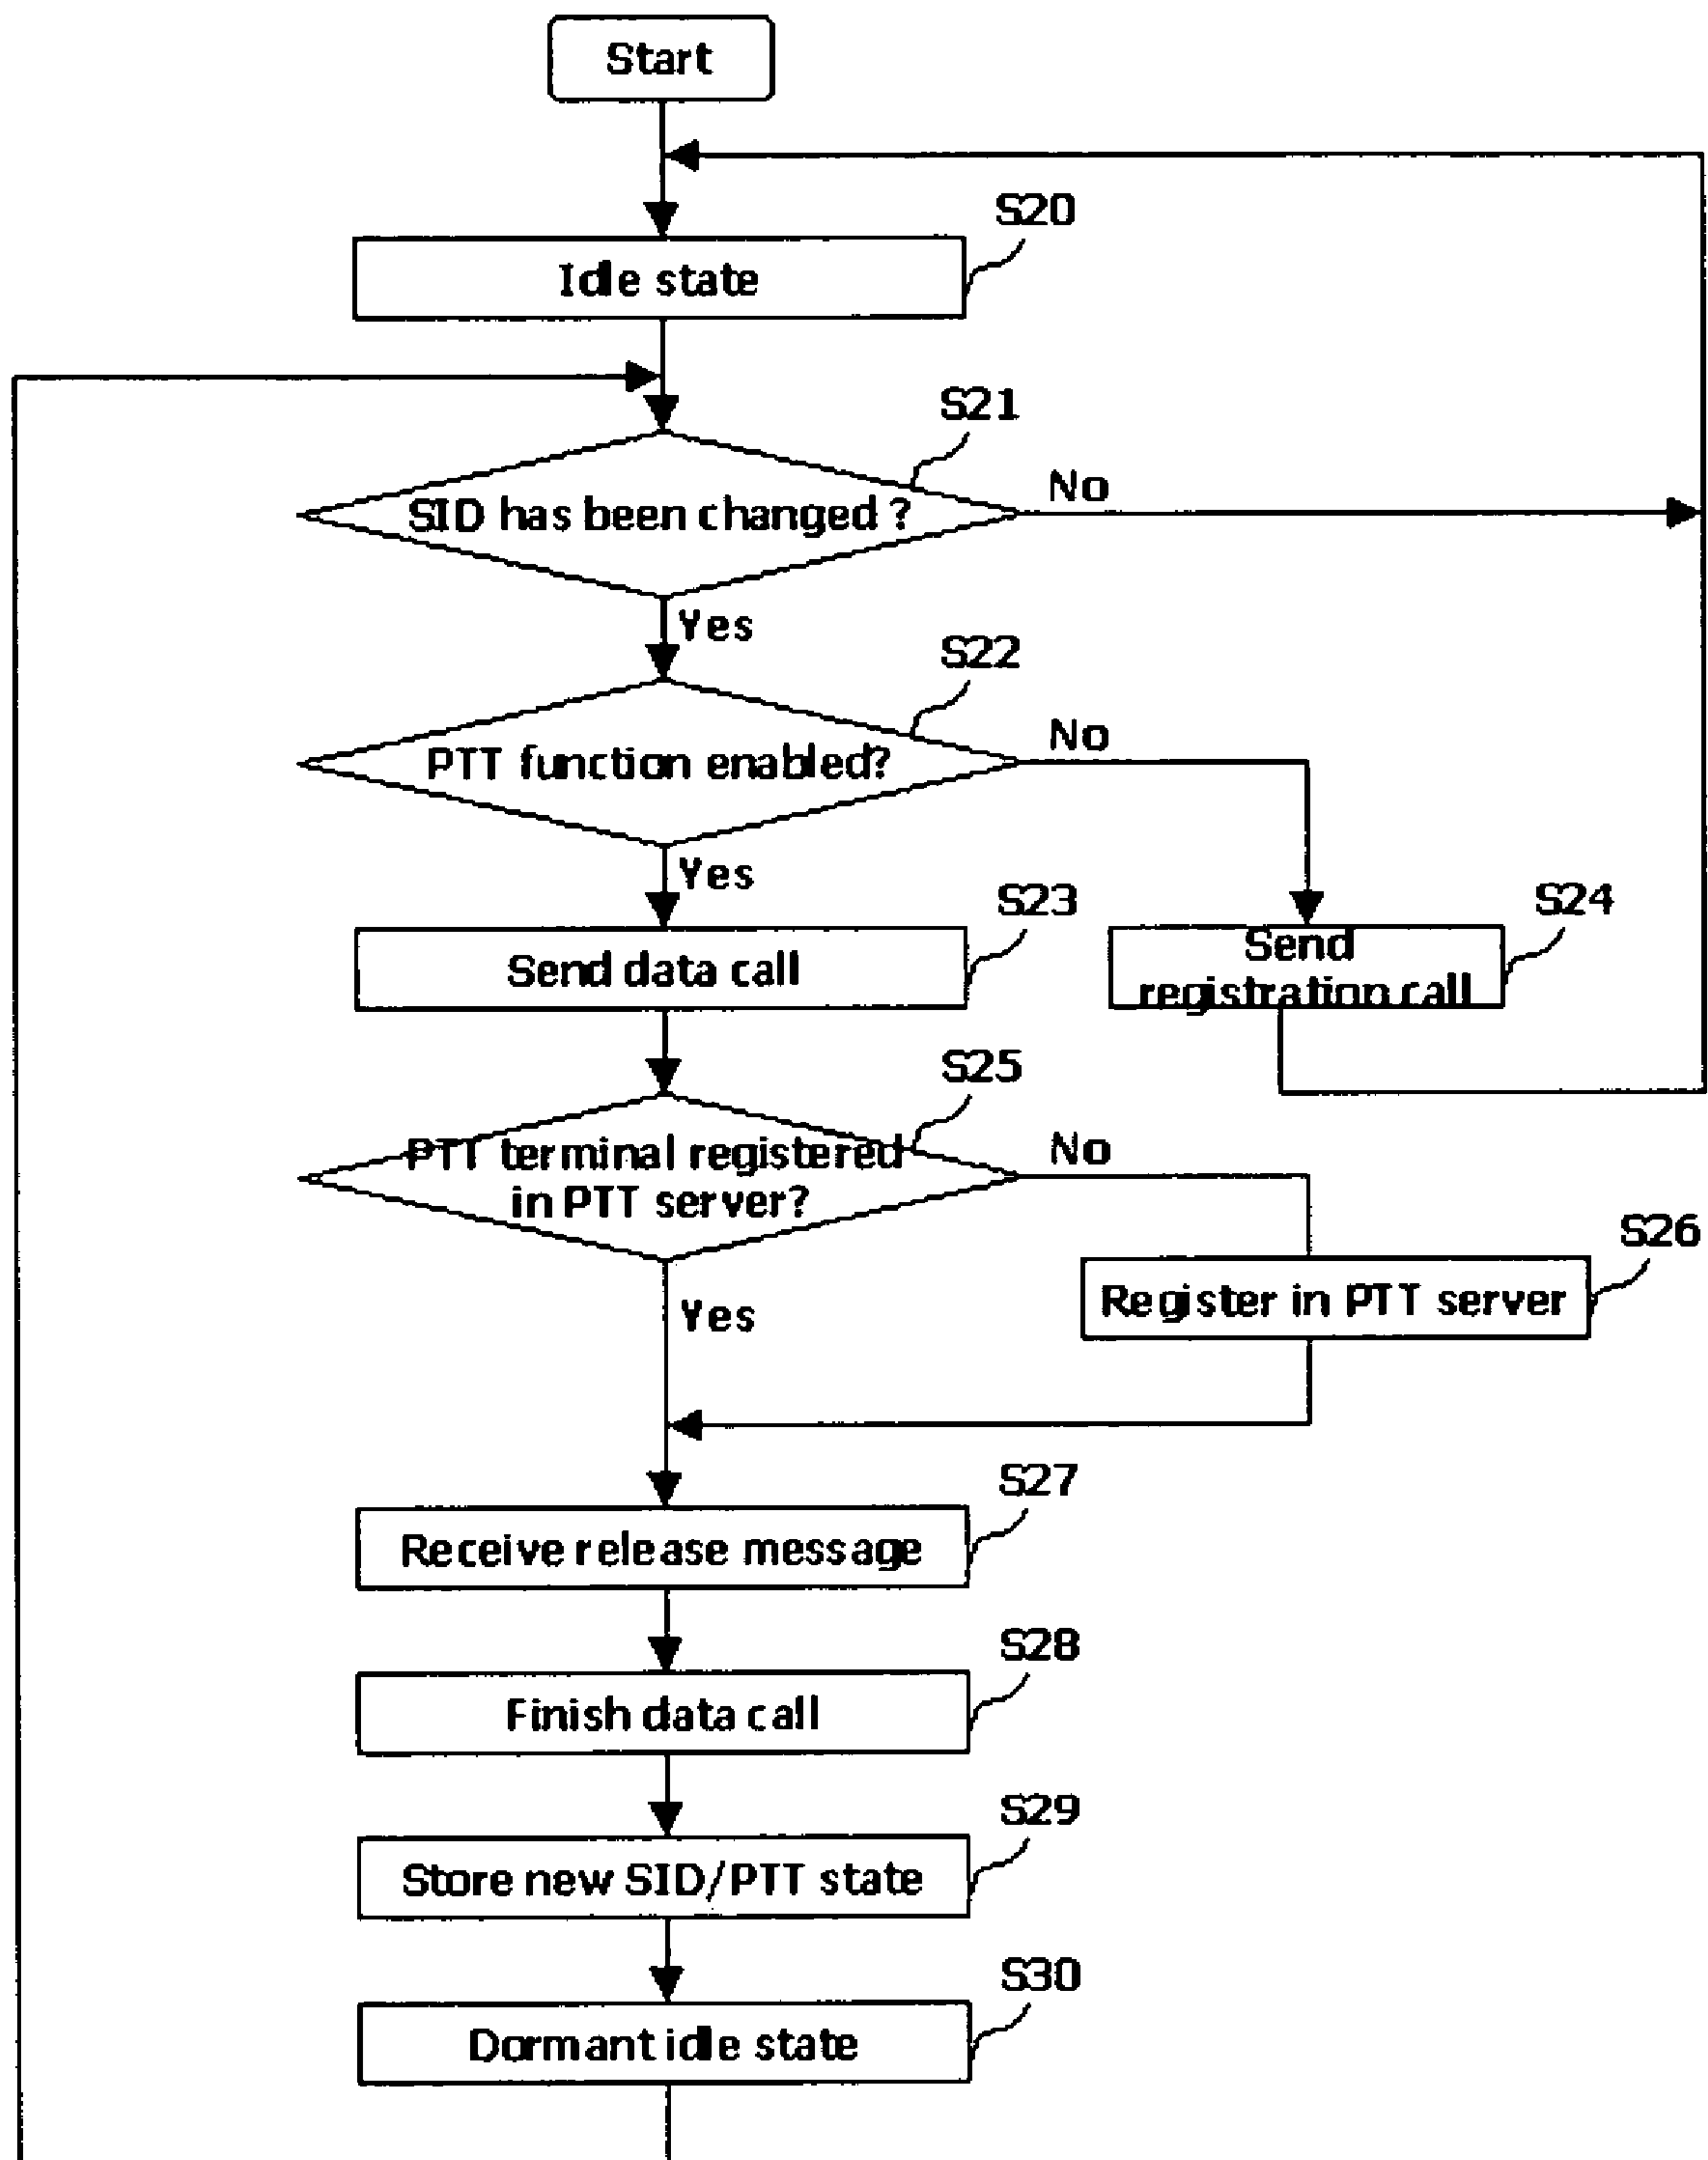 Start
S20
Idle state
S21
SID has been changed ?
No
Yes
S22
PTT function enabled?
No
Yes
S23
Send data call
S24
Send
registration call
S25
PTT terminal registered
in PTT server?
No
Yes
S26
Register in PTT server
S27
Receive release message
S28
Finish data call
S29
Store new SID/PTT state
S30
Dormant idle state